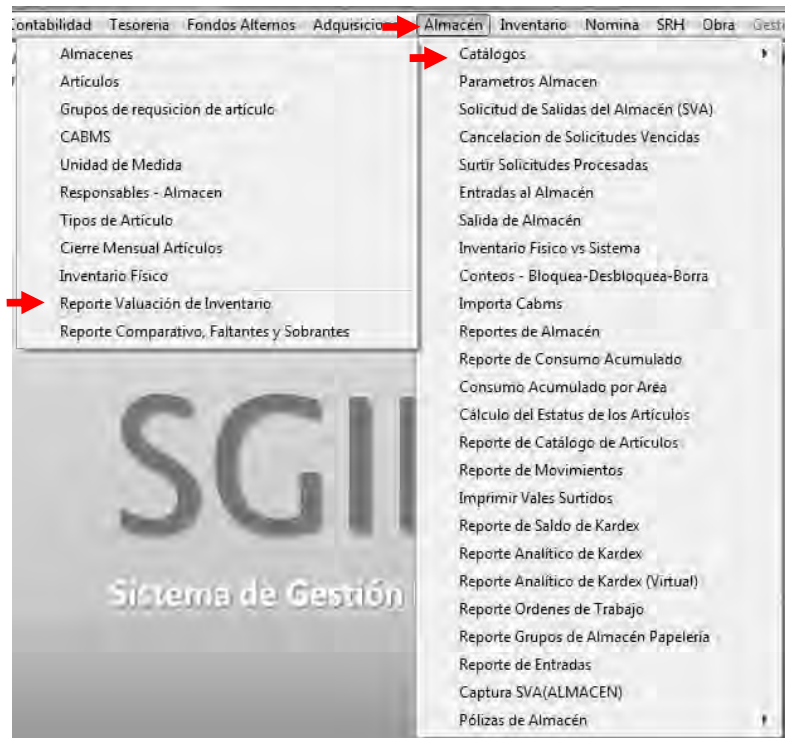 ontabilidad Tesoreria Fondos Alternos Adquisicio Almacén Inventario Nomina SRH Obra Gesti
Almacenes
Artículos
Grupos de requsicion de artículo
CABMS
Unidad de Medida
Responsables - Almacen
Tipos de Artículo
Cierre Mensual Artículos
Inventario Físico
Reporte Valuación de Inventario
Reporte Comparativo, Faltantes y Sobrantes
Catálogos
Parametros Almacen
Solicitud de Salidas del Almacén (SVA)
Cancelacion de Solicitudes Vencidas
Surtir Solicitudes Procesadas
Entradas al Almacén
Salida de Almacén
Inventario Fisico vs Sistema
Conteos - Bloquea-Desbloquea-Borra
Importa Cabms
Reportes de Almacén
Reporte de Consumo Acumulado
Consumo Acumulado por Area
Cálculo del Estatus de los Artículos
Reporte de Catálogo de Artículos
Reporte de Movimientos
Imprimir Vales Surtidos
Reporte de Saldo de Kardex
Reporte Analítico de Kardex
Reporte Analítico de Kardex (Virtual)
Reporte Ordenes de Trabajo
Reporte Grupos de Almacén Papelería
Reporte de Entradas
Captura SVA(ALMACEN)
Pólizas de Almacén
SGI
Sistema de Gestión